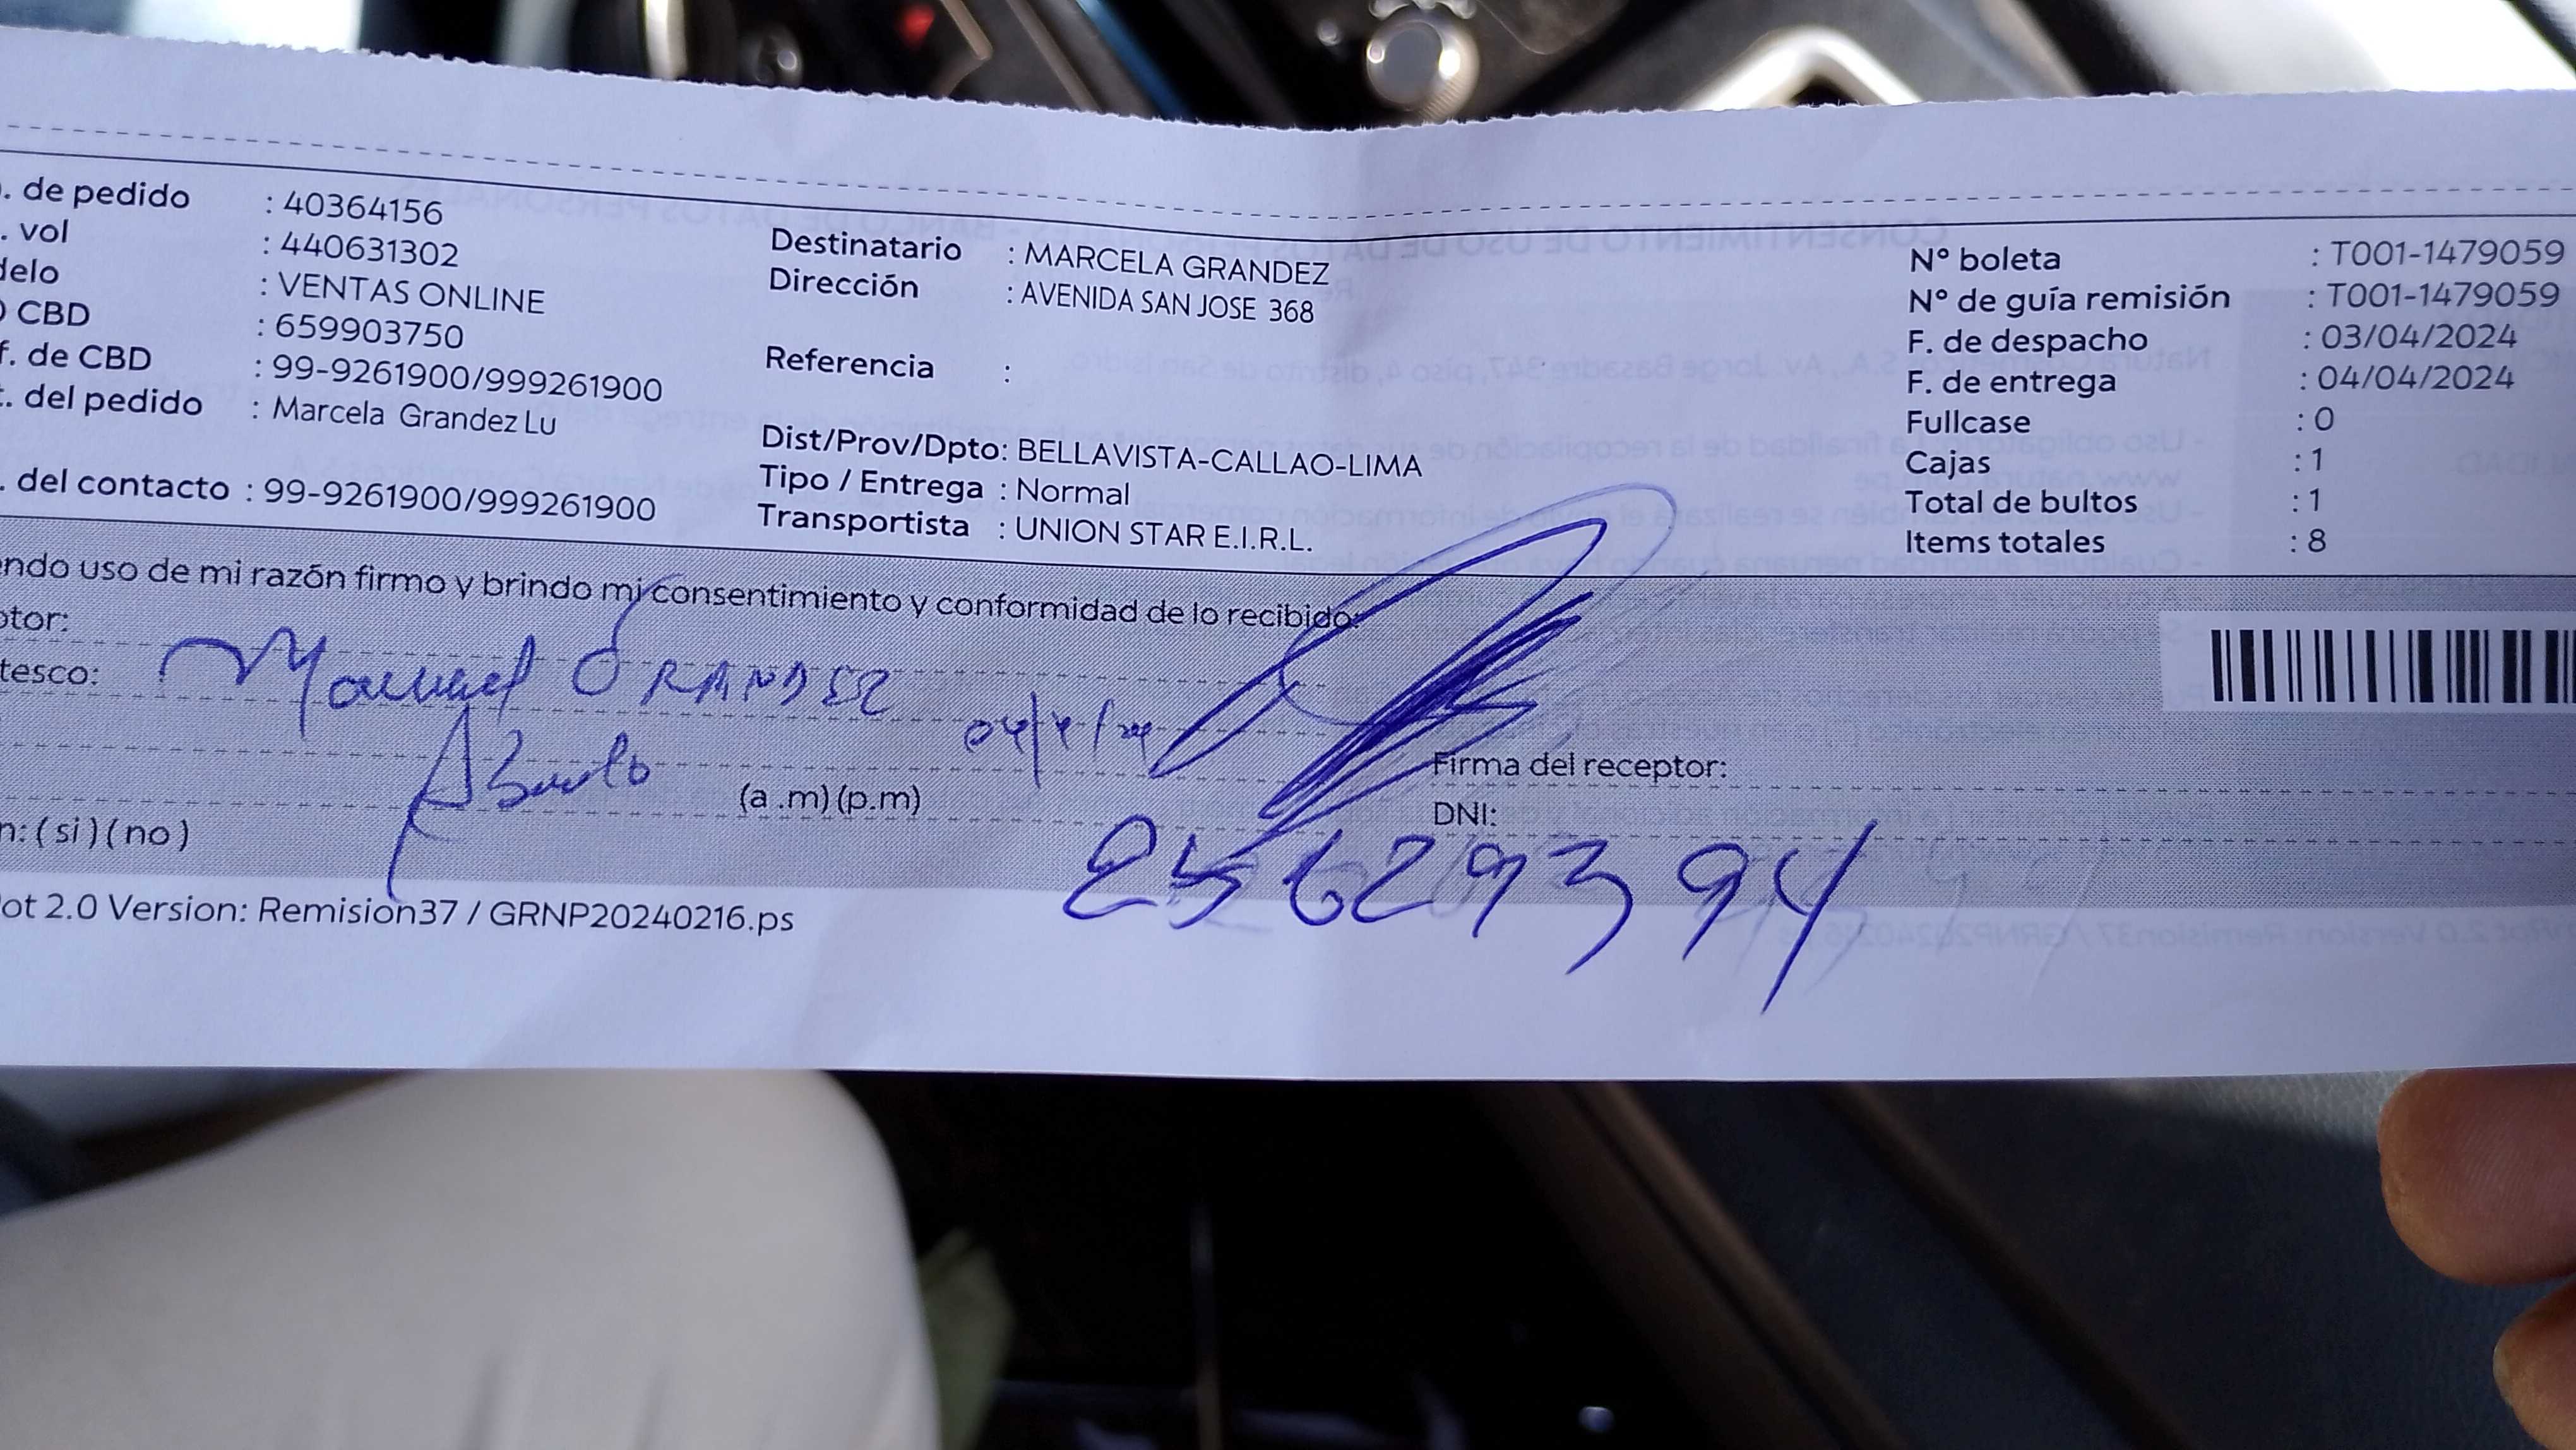 . de pedido : 40364156
. vol : 440631302
delo : VENTAS ONLINE
CBD : 659903750
f. de CBD : 99-9261900/999261900
. del pedido : Marcela Grandez Lu
. del contacto : 99-9261900/999261900
Destinatario : MARCELA GRANDEZ
Dirección : AVENIDA SAN JOSE 368
Referencia :
Dist/Prov/Dpto: BELLAVISTA-CALLAO-LIMA
Tipo / Entrega : Normal
Transportista : UNION STAR E.I.R.L.
N° boleta : T001-1479059
N° de guía remisión : T001-1479059
F. de despacho : 03/04/2024
F. de entrega : 04/04/2024
Fullcase : 0
Cajas : 1
Total de bultos : 1
Items totales : 8
ndo uso de mi razón firmo y brindo mi consentimiento y conformidad de lo recibido:
otor:
tesco: Manuel GRANDEZ
Abuelo
04/4/24
(a .m) (p.m)
n: ( si ) ( no )
Firma del receptor:
DNI:
25629394
ot 2.0 Version: Remision37 / GRNP20240216.ps